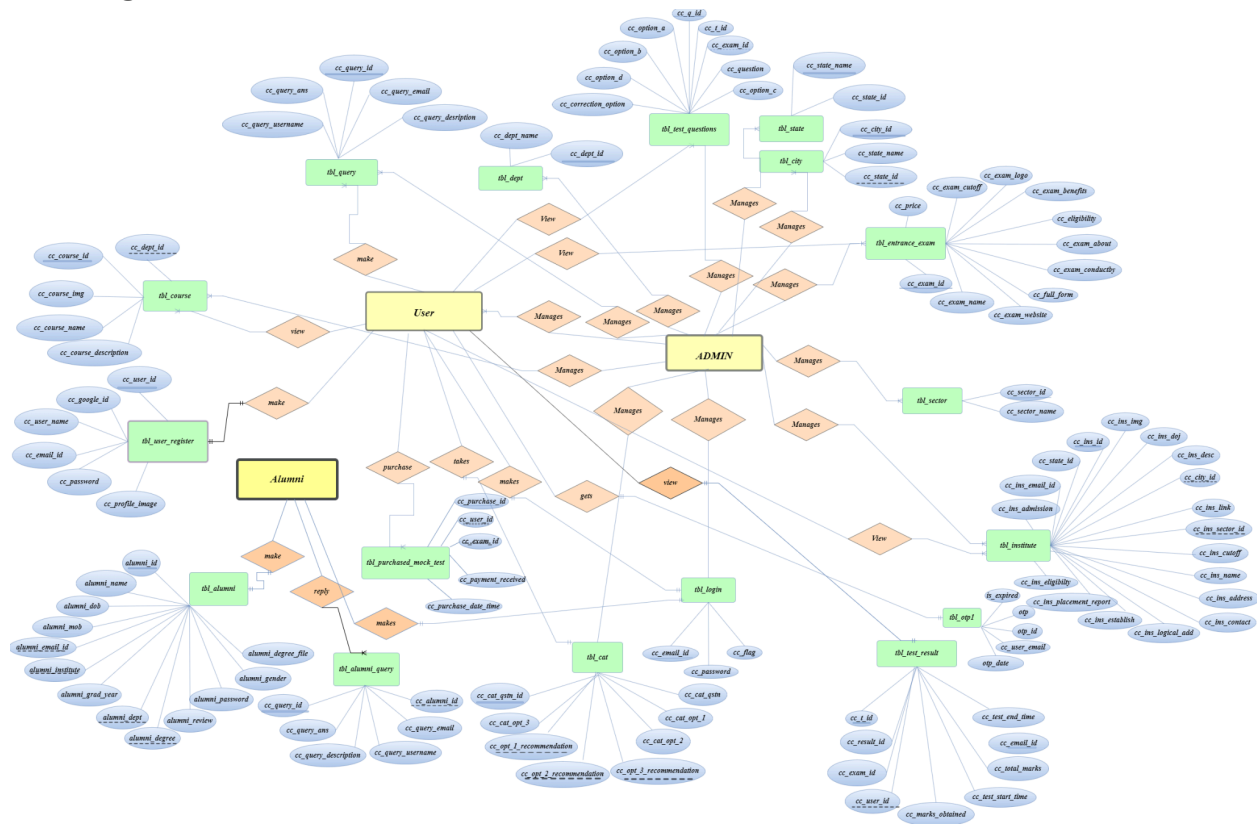 cc_q_id
cc_option_a
cc_t_id
cc_exam_id
cc_option_b
cc_question
cc_option_d
cc_option_c
cc_correction_option
tbl_test_questions
cc_state_name
cc_state_id
tbl_state
cc_city_id
cc_state_name
cc_state_id
tbl_city
cc_query_id
cc_query_ans
cc_query_email
cc_query_username
cc_query_desription
tbl_query
cc_dept_name
cc_dept_id
tbl_dept
cc_exam_logo
cc_exam_cutoff
cc_exam_benefits
cc_price
cc_eligibility
tbl_entrance_exam
cc_exam_about
cc_exam_conductby
cc_exam_id
cc_full_form
cc_exam_name
cc_exam_website
Manages
Manages
View
View
make
Manages
Manages
cc_dept_id
cc_course_id
cc_course_img
tbl_course
cc_course_name
cc_course_description
view
User
Manages
Manages
Manages
ADMIN
Manages
Manages
cc_sector_id
tbl_sector
cc_sector_name
cc_user_id
cc_google_id
cc_user_name
make
tbl_user_register
cc_email_id
cc_password
cc_profile_image
Manages
Manages
Manages
Alumni
purchase
takes
makes
gets
view
View
cc_ins_img
cc_ins_id
cc_ins_doj
cc_state_id
cc_ins_desc
cc_ins_email_id
cc_city_id
cc_ins_admission
cc_ins_link
cc_ins_sector_id
tbl_institute
cc_ins_cutoff
cc_ins_name
cc_ins_eligibilty
cc_ins_address
cc_ins_placement_report
cc_ins_contact
cc_ins_establish
cc_ins_logical_add
cc_purchase_id
cc_user_id
cc_exam_id
tbl_purchased_mock_test
cc_payment_received
cc_purchase_date_time
make
reply
makes
alumni_id
alumni_name
tbl_alumni
alumni_dob
alumni_mob
alumni_email_id
alumni_institute
alumni_grad_year
alumni_dept
alumni_degree
alumni_review
alumni_password
alumni_gender
alumni_degree_file
tbl_alumni_query
cc_query_id
cc_alumni_id
cc_query_ans
cc_query_email
cc_query_description
cc_query_username
tbl_login
cc_email_id
cc_flag
cc_password
tbl_cat
cc_cat_qstn_id
cc_cat_qstn
cc_cat_opt_3
cc_cat_opt_1
cc_opt_1_recommendation
cc_cat_opt_2
cc_opt_2_recommendation
cc_opt_3_recommendation
is_expired
tbl_otp1
otp
otp_id
cc_user_email
otp_date
tbl_test_result
cc_t_id
cc_test_end_time
cc_result_id
cc_email_id
cc_exam_id
cc_total_marks
cc_user_id
cc_test_start_time
cc_marks_obtained